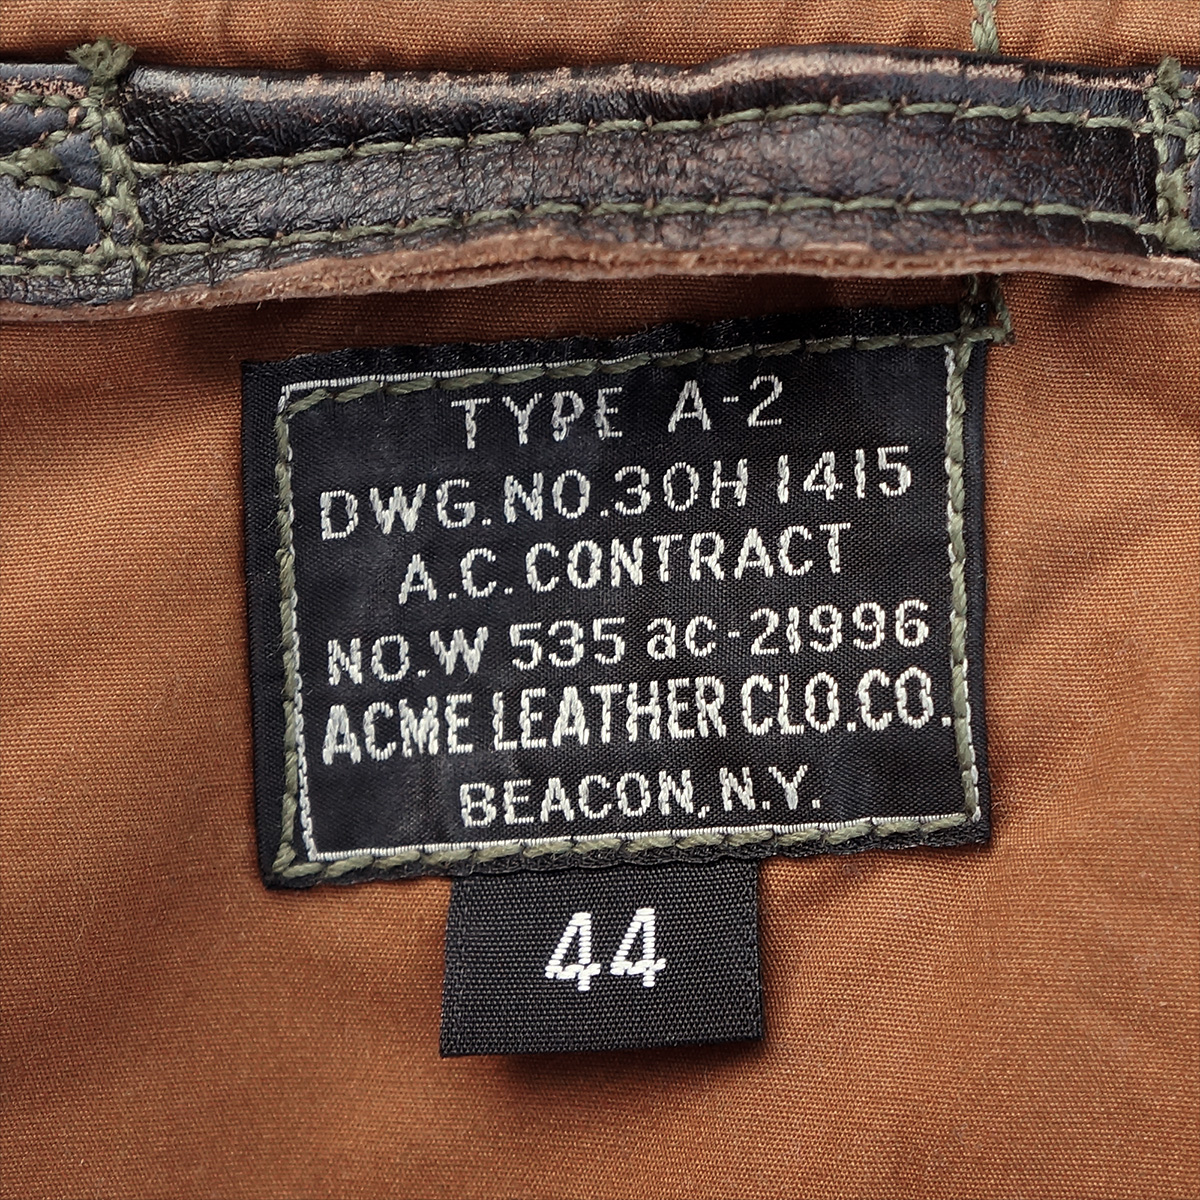 TYPE A-2
DWG.NO.30H 1415
A.C.CONTRACT
NO.W 535 ac-21996
ACME LEATHER CLO.CO.
BEACON, N.Y.
44